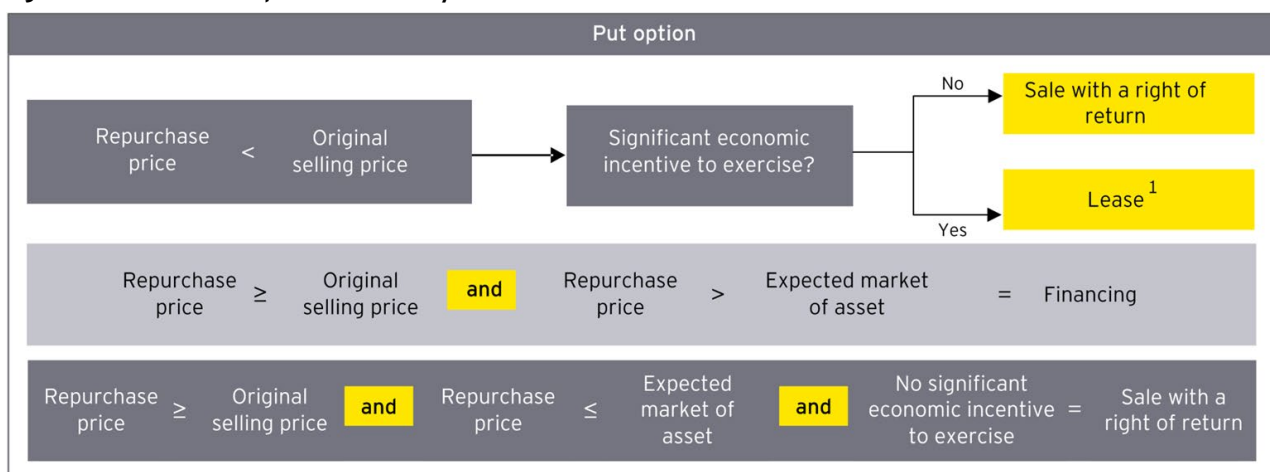 Put option
Repurchase
price
<
Original
selling price
Significant economic
incentive to exercise?
No
Sale with a right of
return
Yes
Lease 1
Repurchase
price
≥
Original
selling price
and
Repurchase
price
>
Expected market
of asset
=
Financing
Repurchase
price
≥
Original
selling price
and
Repurchase
price
≤
Expected
market of
asset
and
No significant
economic incentive
to exercise
=
Sale with a
right of return